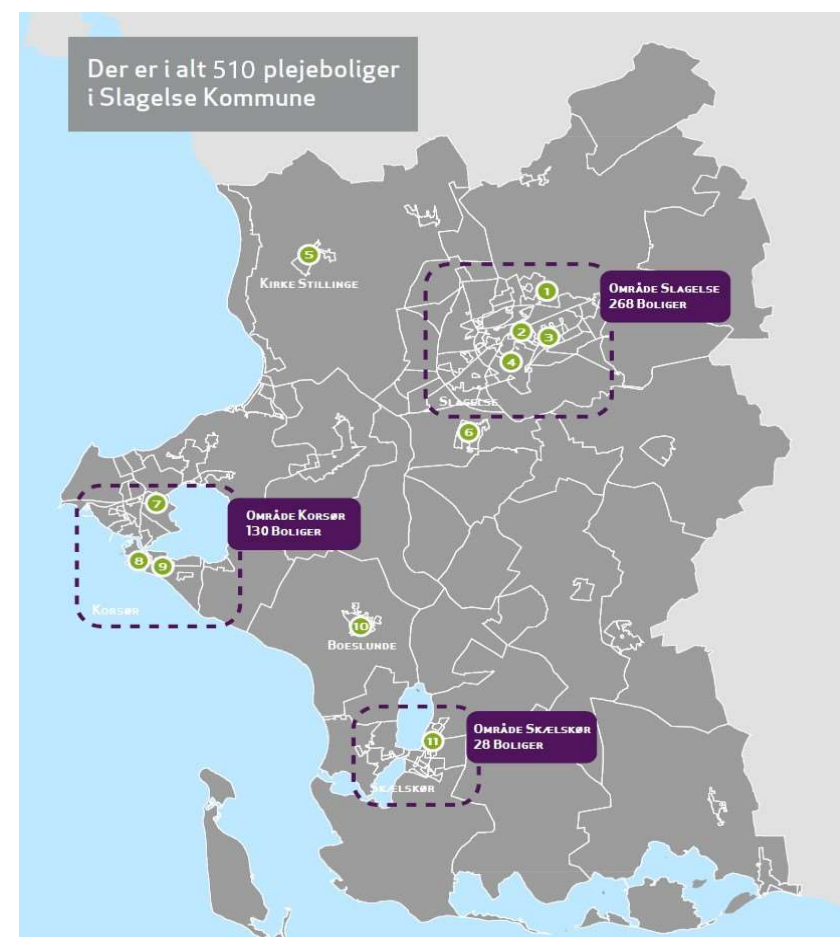 Der er i alt 510 plejeboliger
i Slagelse Kommune
5
Kirke Stillinge
1
Område Slagelse
268 Boliger
2
3
4
Slagelse
6
7
Område Korsør
130 Boliger
8
9
Korsør
10
Boeslunde
11
Område Skælskør
28 Boliger
Skælskør